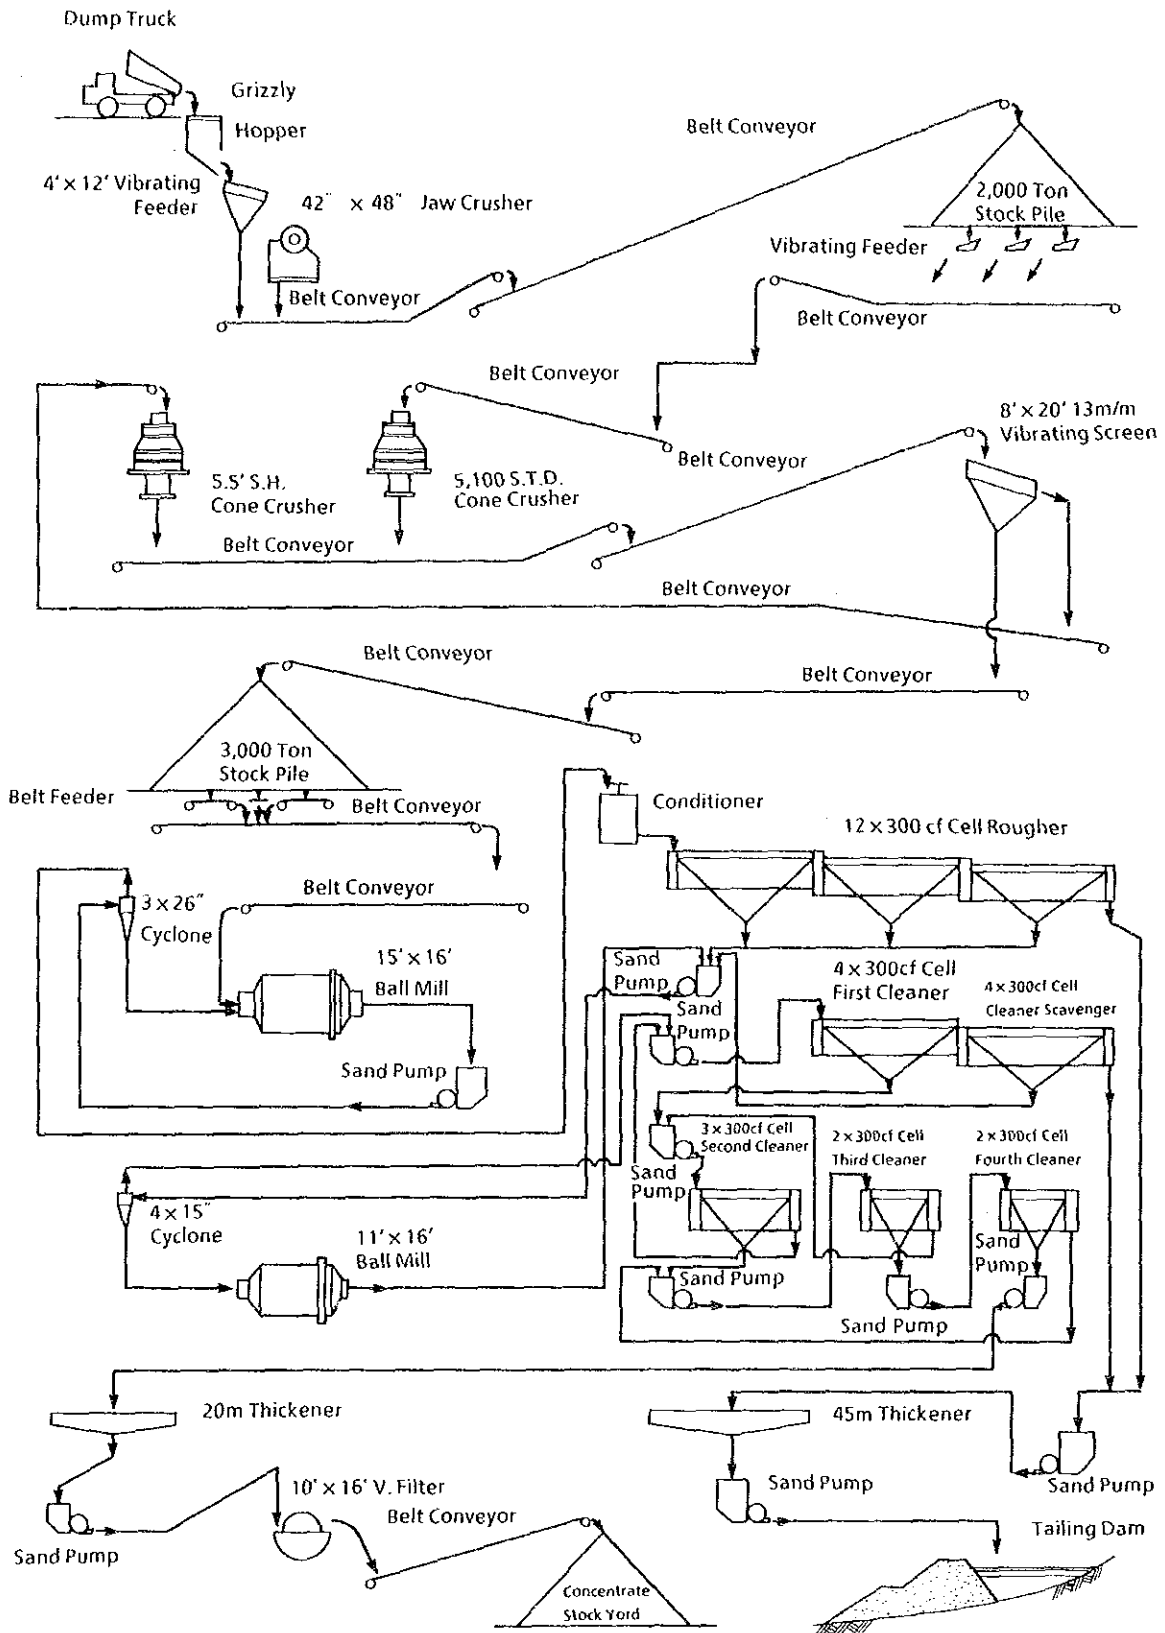 Dump Truck
Grizzly
Hopper
Belt Conveyor
4' × 12' Vibrating
Feeder
42" × 48" Jaw Crusher
2,000 Ton
Stock Pile
Vibrating Feeder
Belt Conveyor
Belt Conveyor
Belt Conveyor
8' × 20' 13m/m
Vibrating Screen
Belt Conveyor
5.5' S.H.
Cone Crusher
5,100 S.T.D.
Cone Crusher
Belt Conveyor
Belt Conveyor
Belt Conveyor
Belt Conveyor
3,000 Ton
Stock Pile
Belt Feeder
Belt Conveyor
Conditioner
12 × 300 cf Cell Rougher
Belt Conveyor
3 × 26"
Cyclone
15' × 16'
Ball Mill
Sand
Pump
4 × 300cf Cell
First Cleaner
4 × 300cf Cell
Cleaner Scavenger
Sand
Pump
Sand Pump
3 × 300cf Cell
Second Cleaner
2 × 300cf Cell
Third Cleaner
2 × 300cf Cell
Fourth Cleaner
Sand
Pump
4 × 15"
Cyclone
11' × 16'
Ball Mill
Sand Pump
Sand
Pump
Sand Pump
20m Thickener
45m Thickener
10' × 16' V. Filter
Belt Conveyor
Sand Pump
Sand Pump
Sand Pump
Tailing Dam
Concentrate
Stock Yord